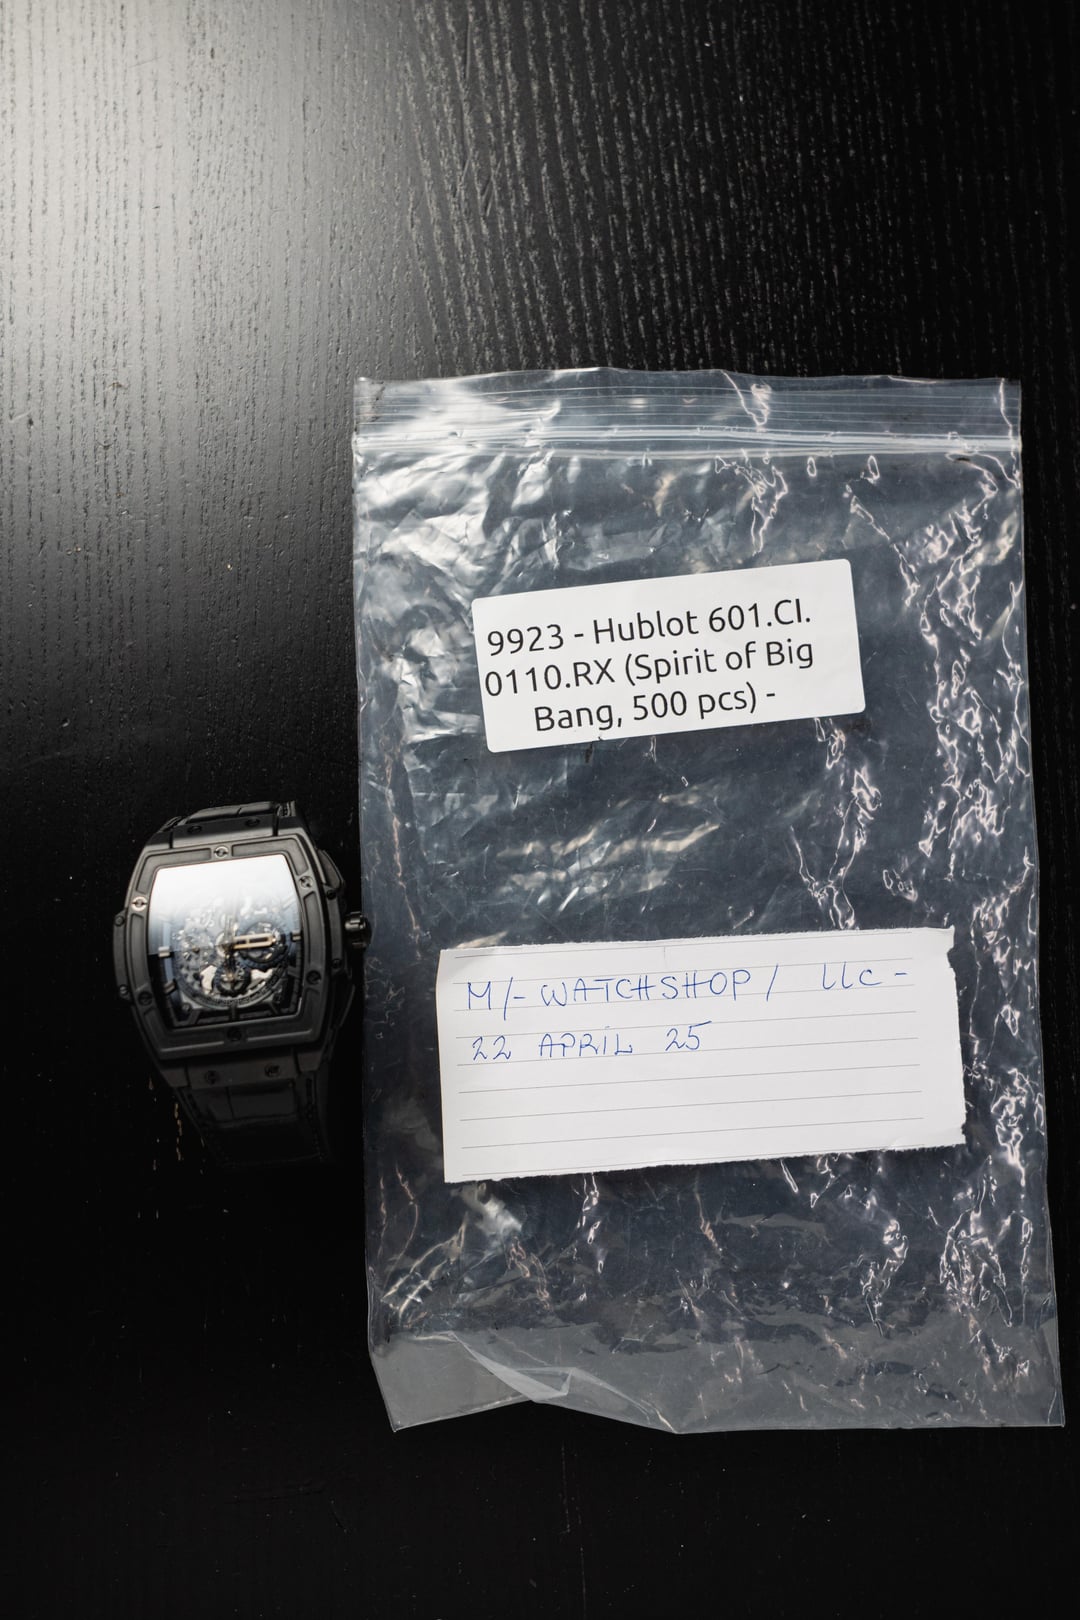 9923 - Hublot 601.CI.
0110.RX (Spirit of Big
Bang, 500 pcs) -
M/- WATCHSHOP / llc -
22 APRIL 25